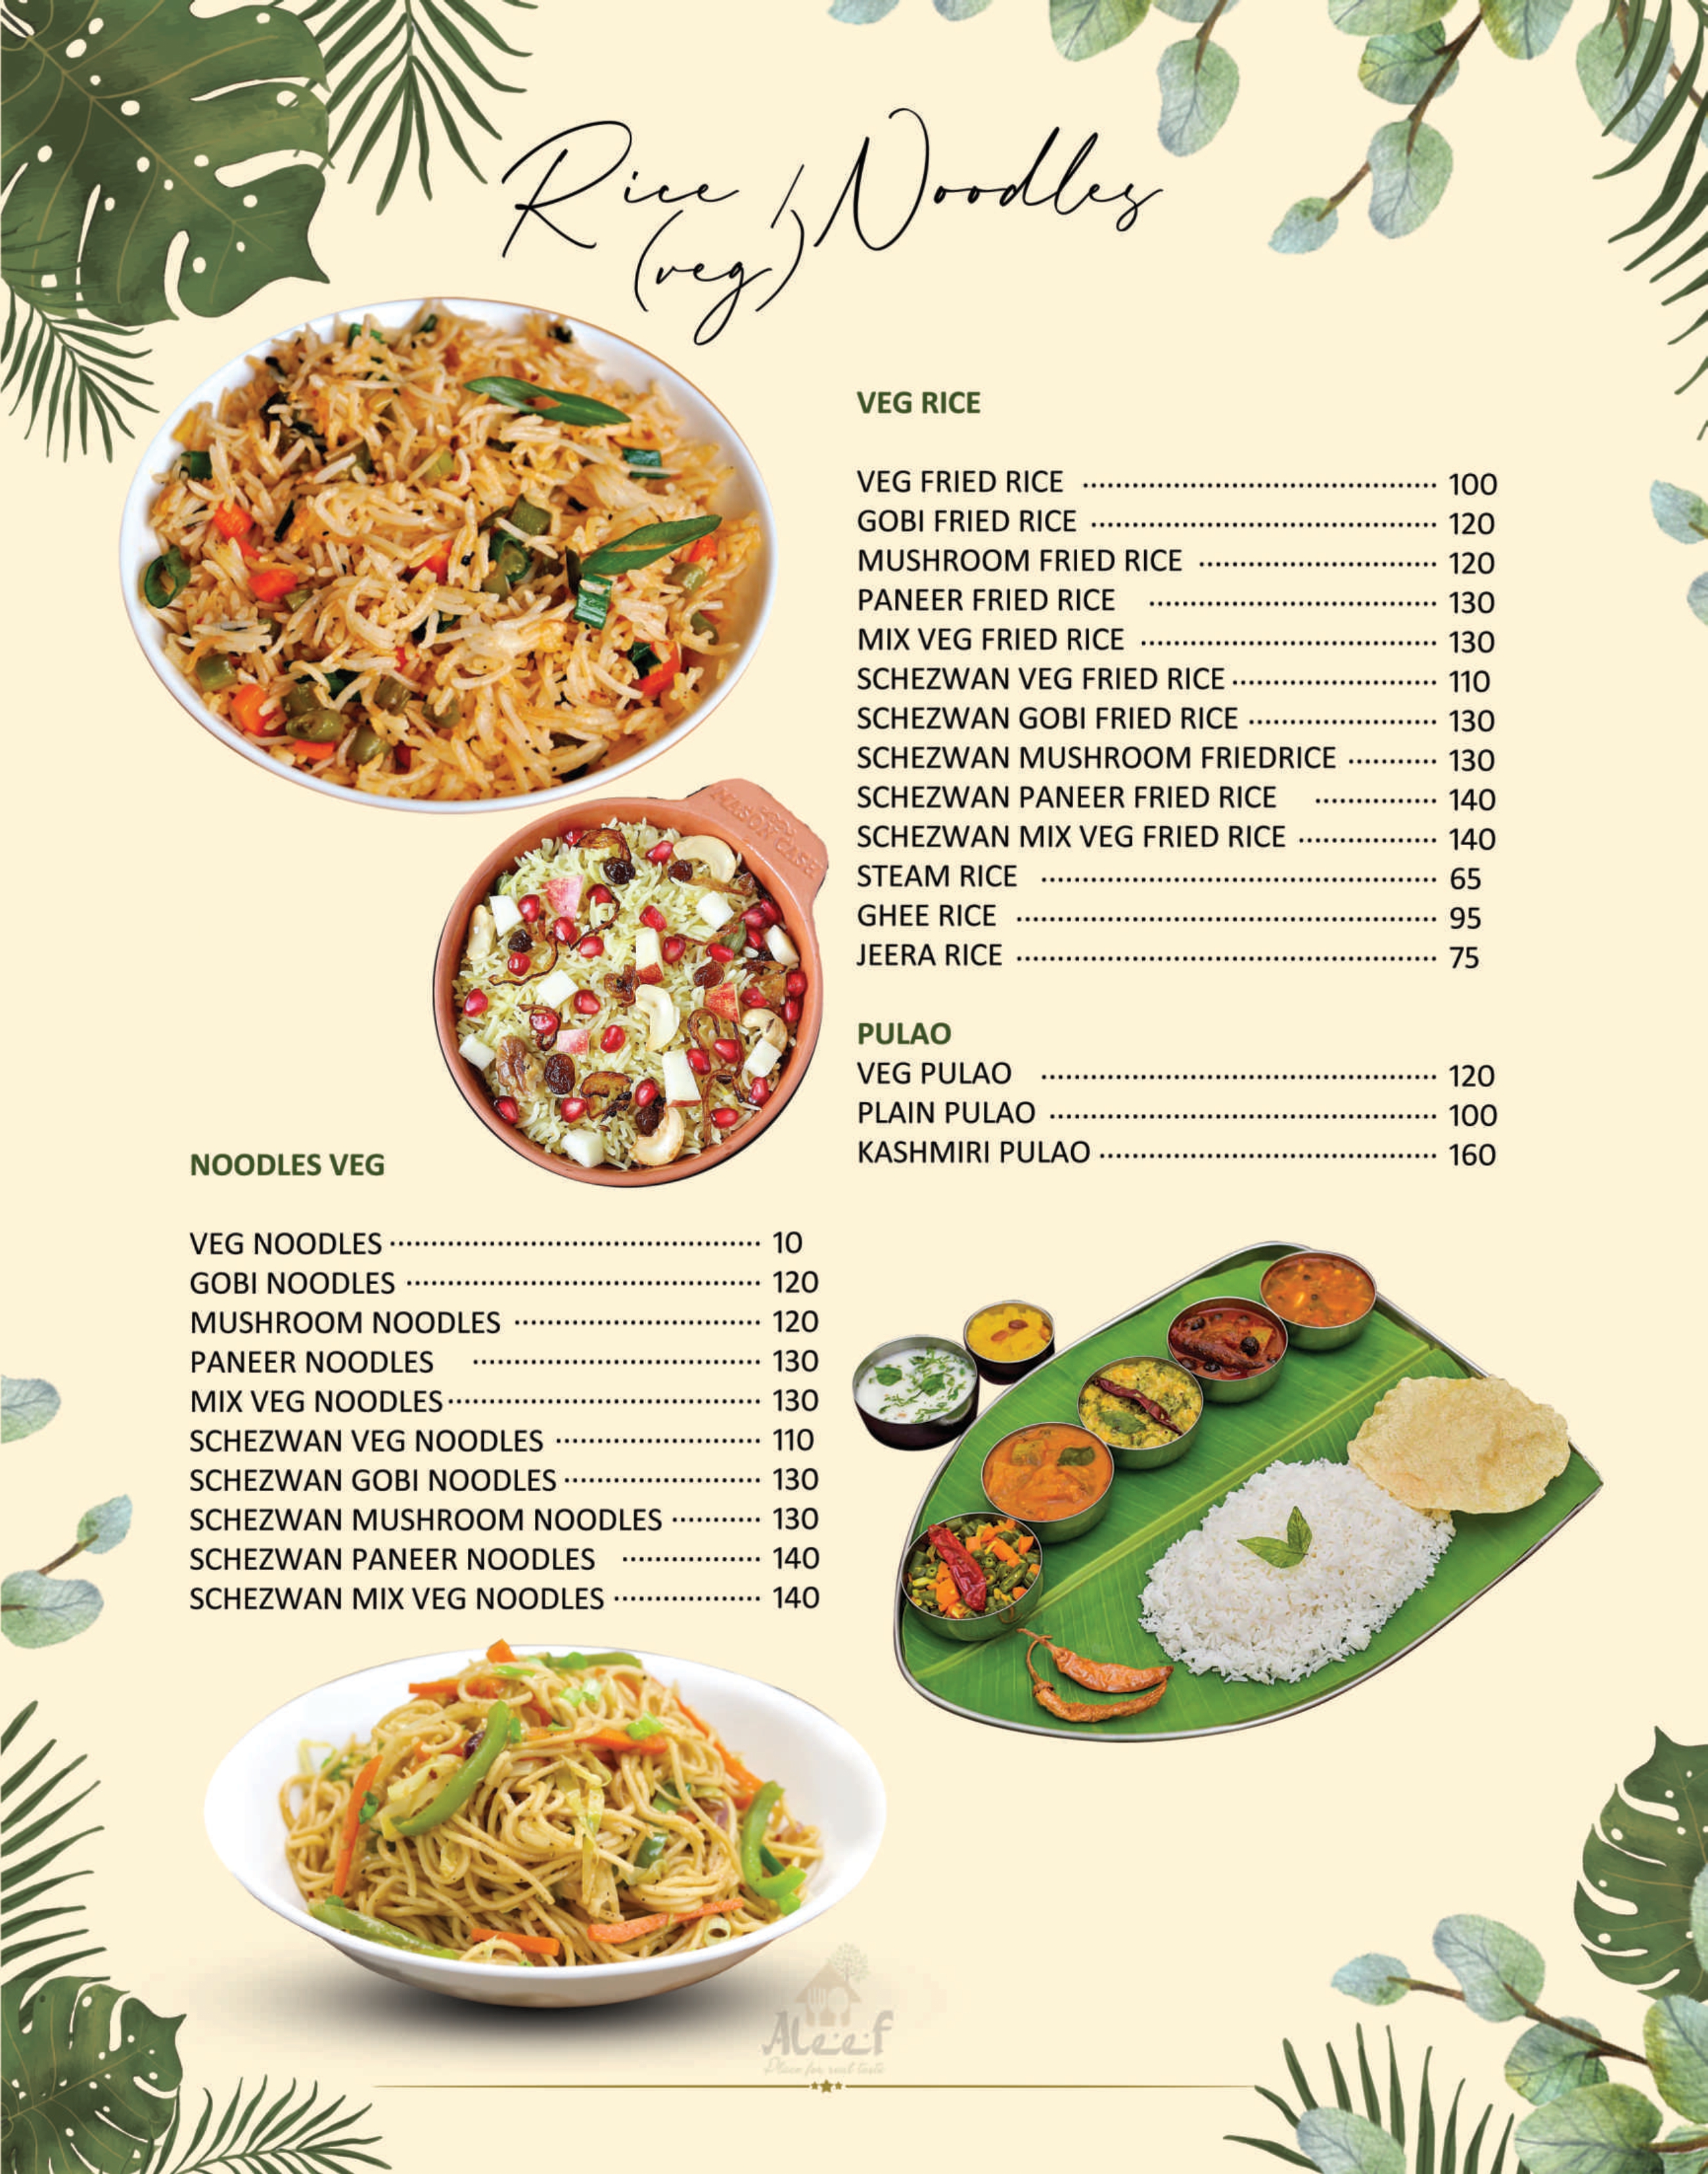 Rice / Noodles
(veg)
VEG RICE
VEG FRIED RICE 100
GOBI FRIED RICE 120
MUSHROOM FRIED RICE 120
PANEER FRIED RICE 130
MIX VEG FRIED RICE 130
SCHEZWAN VEG FRIED RICE 110
SCHEZWAN GOBI FRIED RICE 130
SCHEZWAN MUSHROOM FRIEDRICE 130
SCHEZWAN PANEER FRIED RICE 140
SCHEZWAN MIX VEG FRIED RICE 140
STEAM RICE 65
GHEE RICE 95
JEERA RICE 75
PULAO
VEG PULAO 120
PLAIN PULAO 100
KASHMIRI PULAO 160
NOODLES VEG
VEG NOODLES 10
GOBI NOODLES 120
MUSHROOM NOODLES 120
PANEER NOODLES 130
MIX VEG NOODLES 130
SCHEZWAN VEG NOODLES 110
SCHEZWAN GOBI NOODLES 130
SCHEZWAN MUSHROOM NOODLES 130
SCHEZWAN PANEER NOODLES 140
SCHEZWAN MIX VEG NOODLES 140
Aleef
Place for real taste